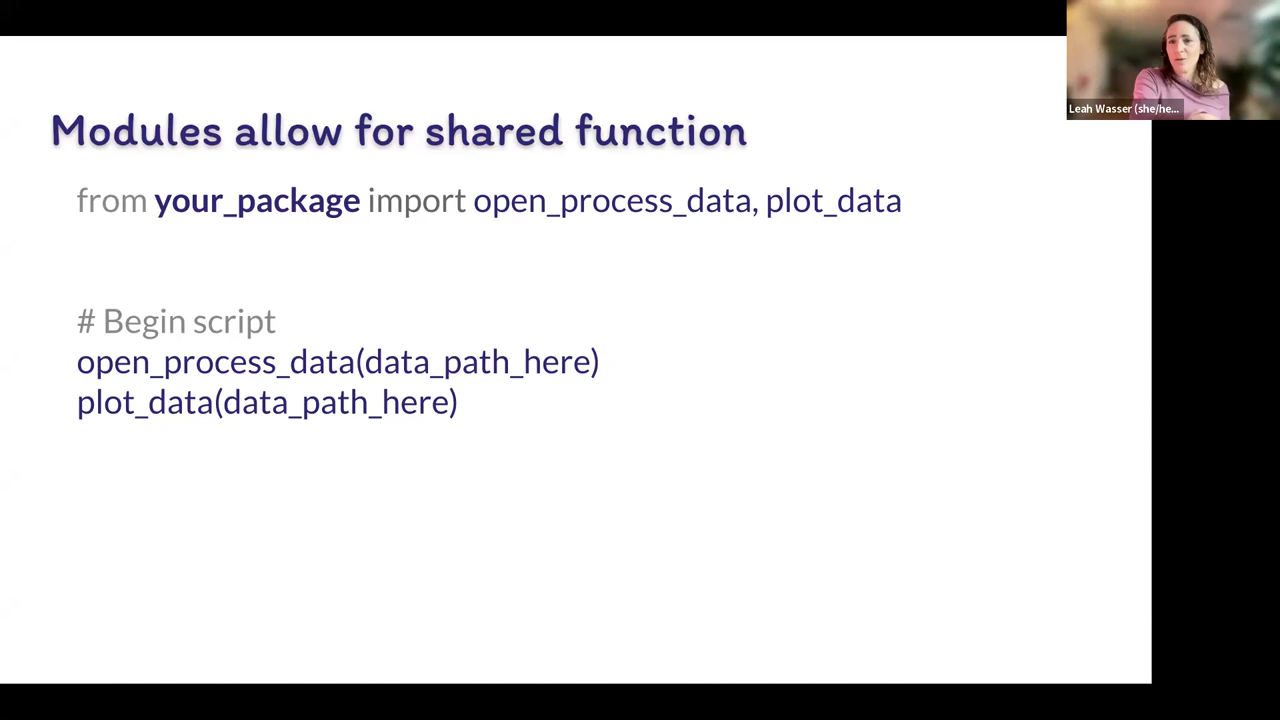 Modules allow for shared function
from your_package import open_process_data, plot_data
# Begin script
open_process_data(data_path_here)
plot_data(data_path_here)
Leah Wasser (she/he...